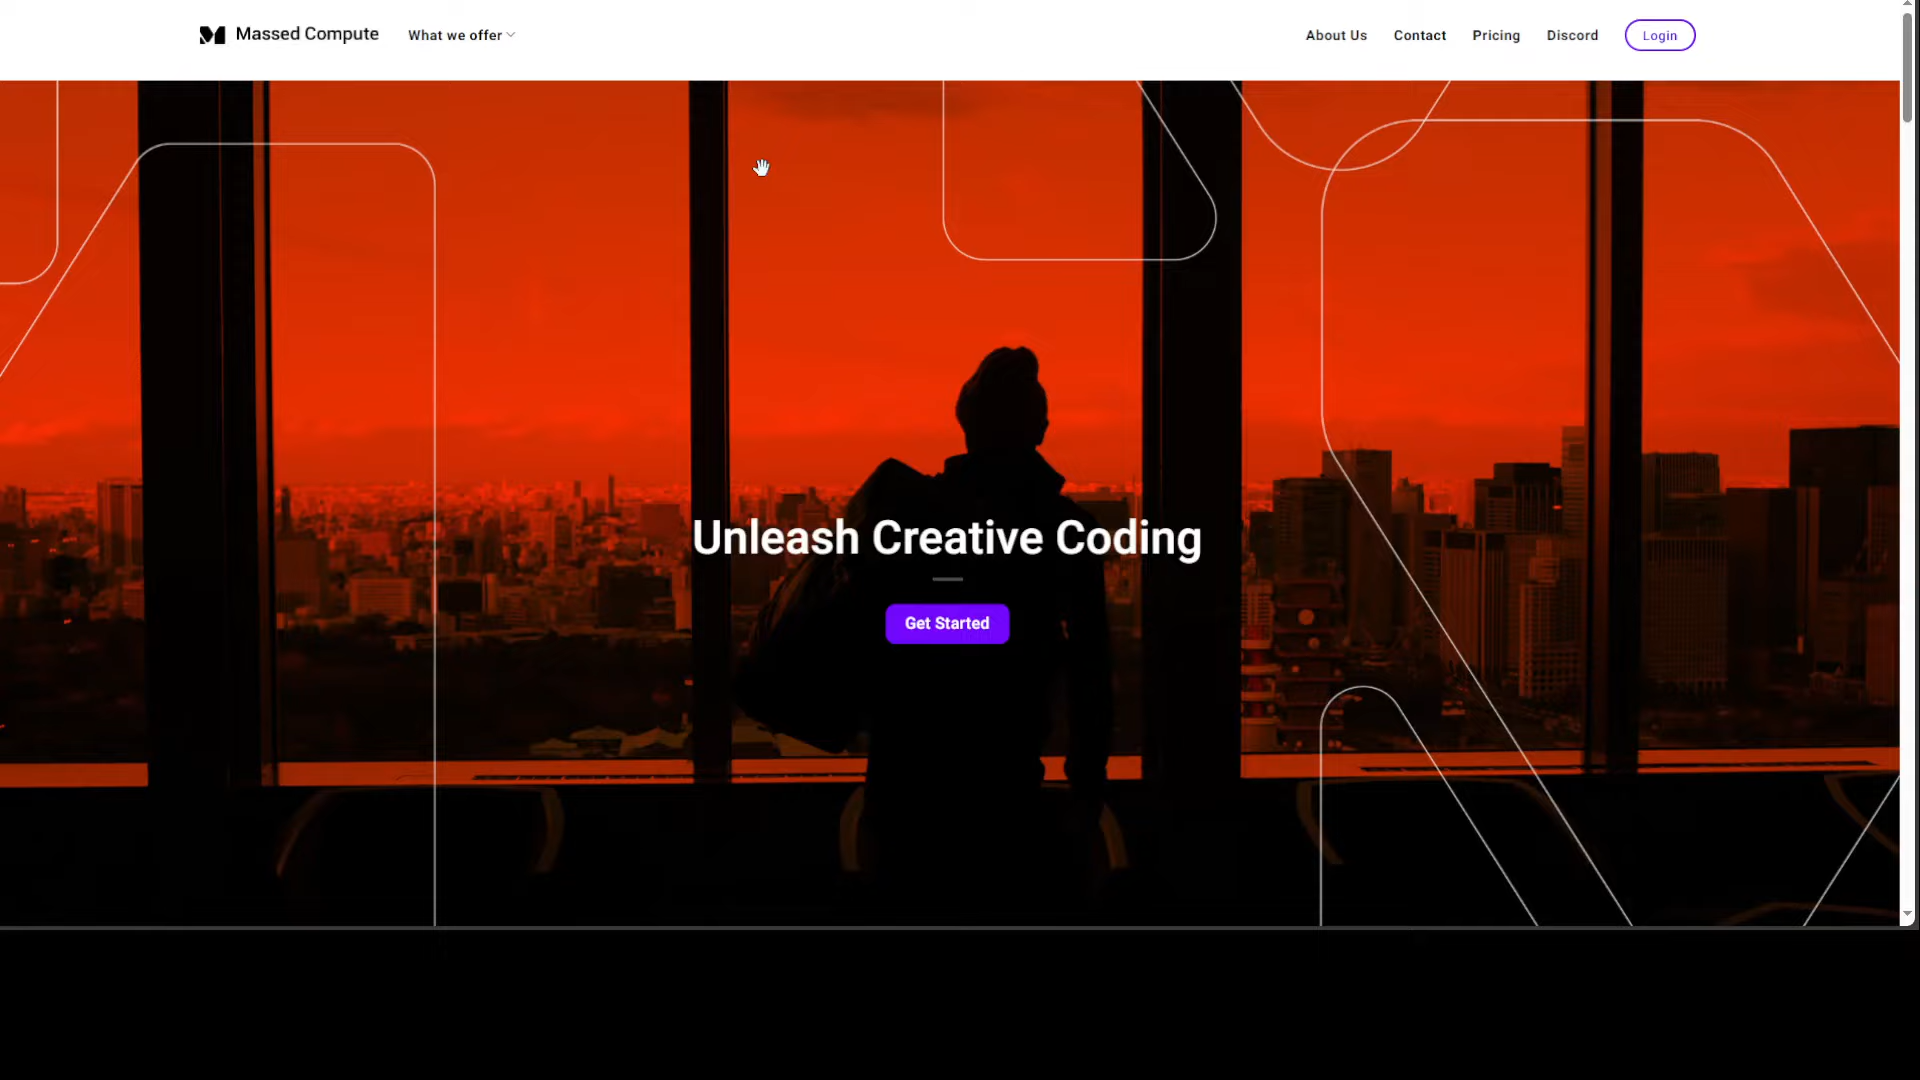 Massed Compute
What we offer
About Us
Contact
Pricing
Discord
Login
Unleash Creative Coding
Get Started